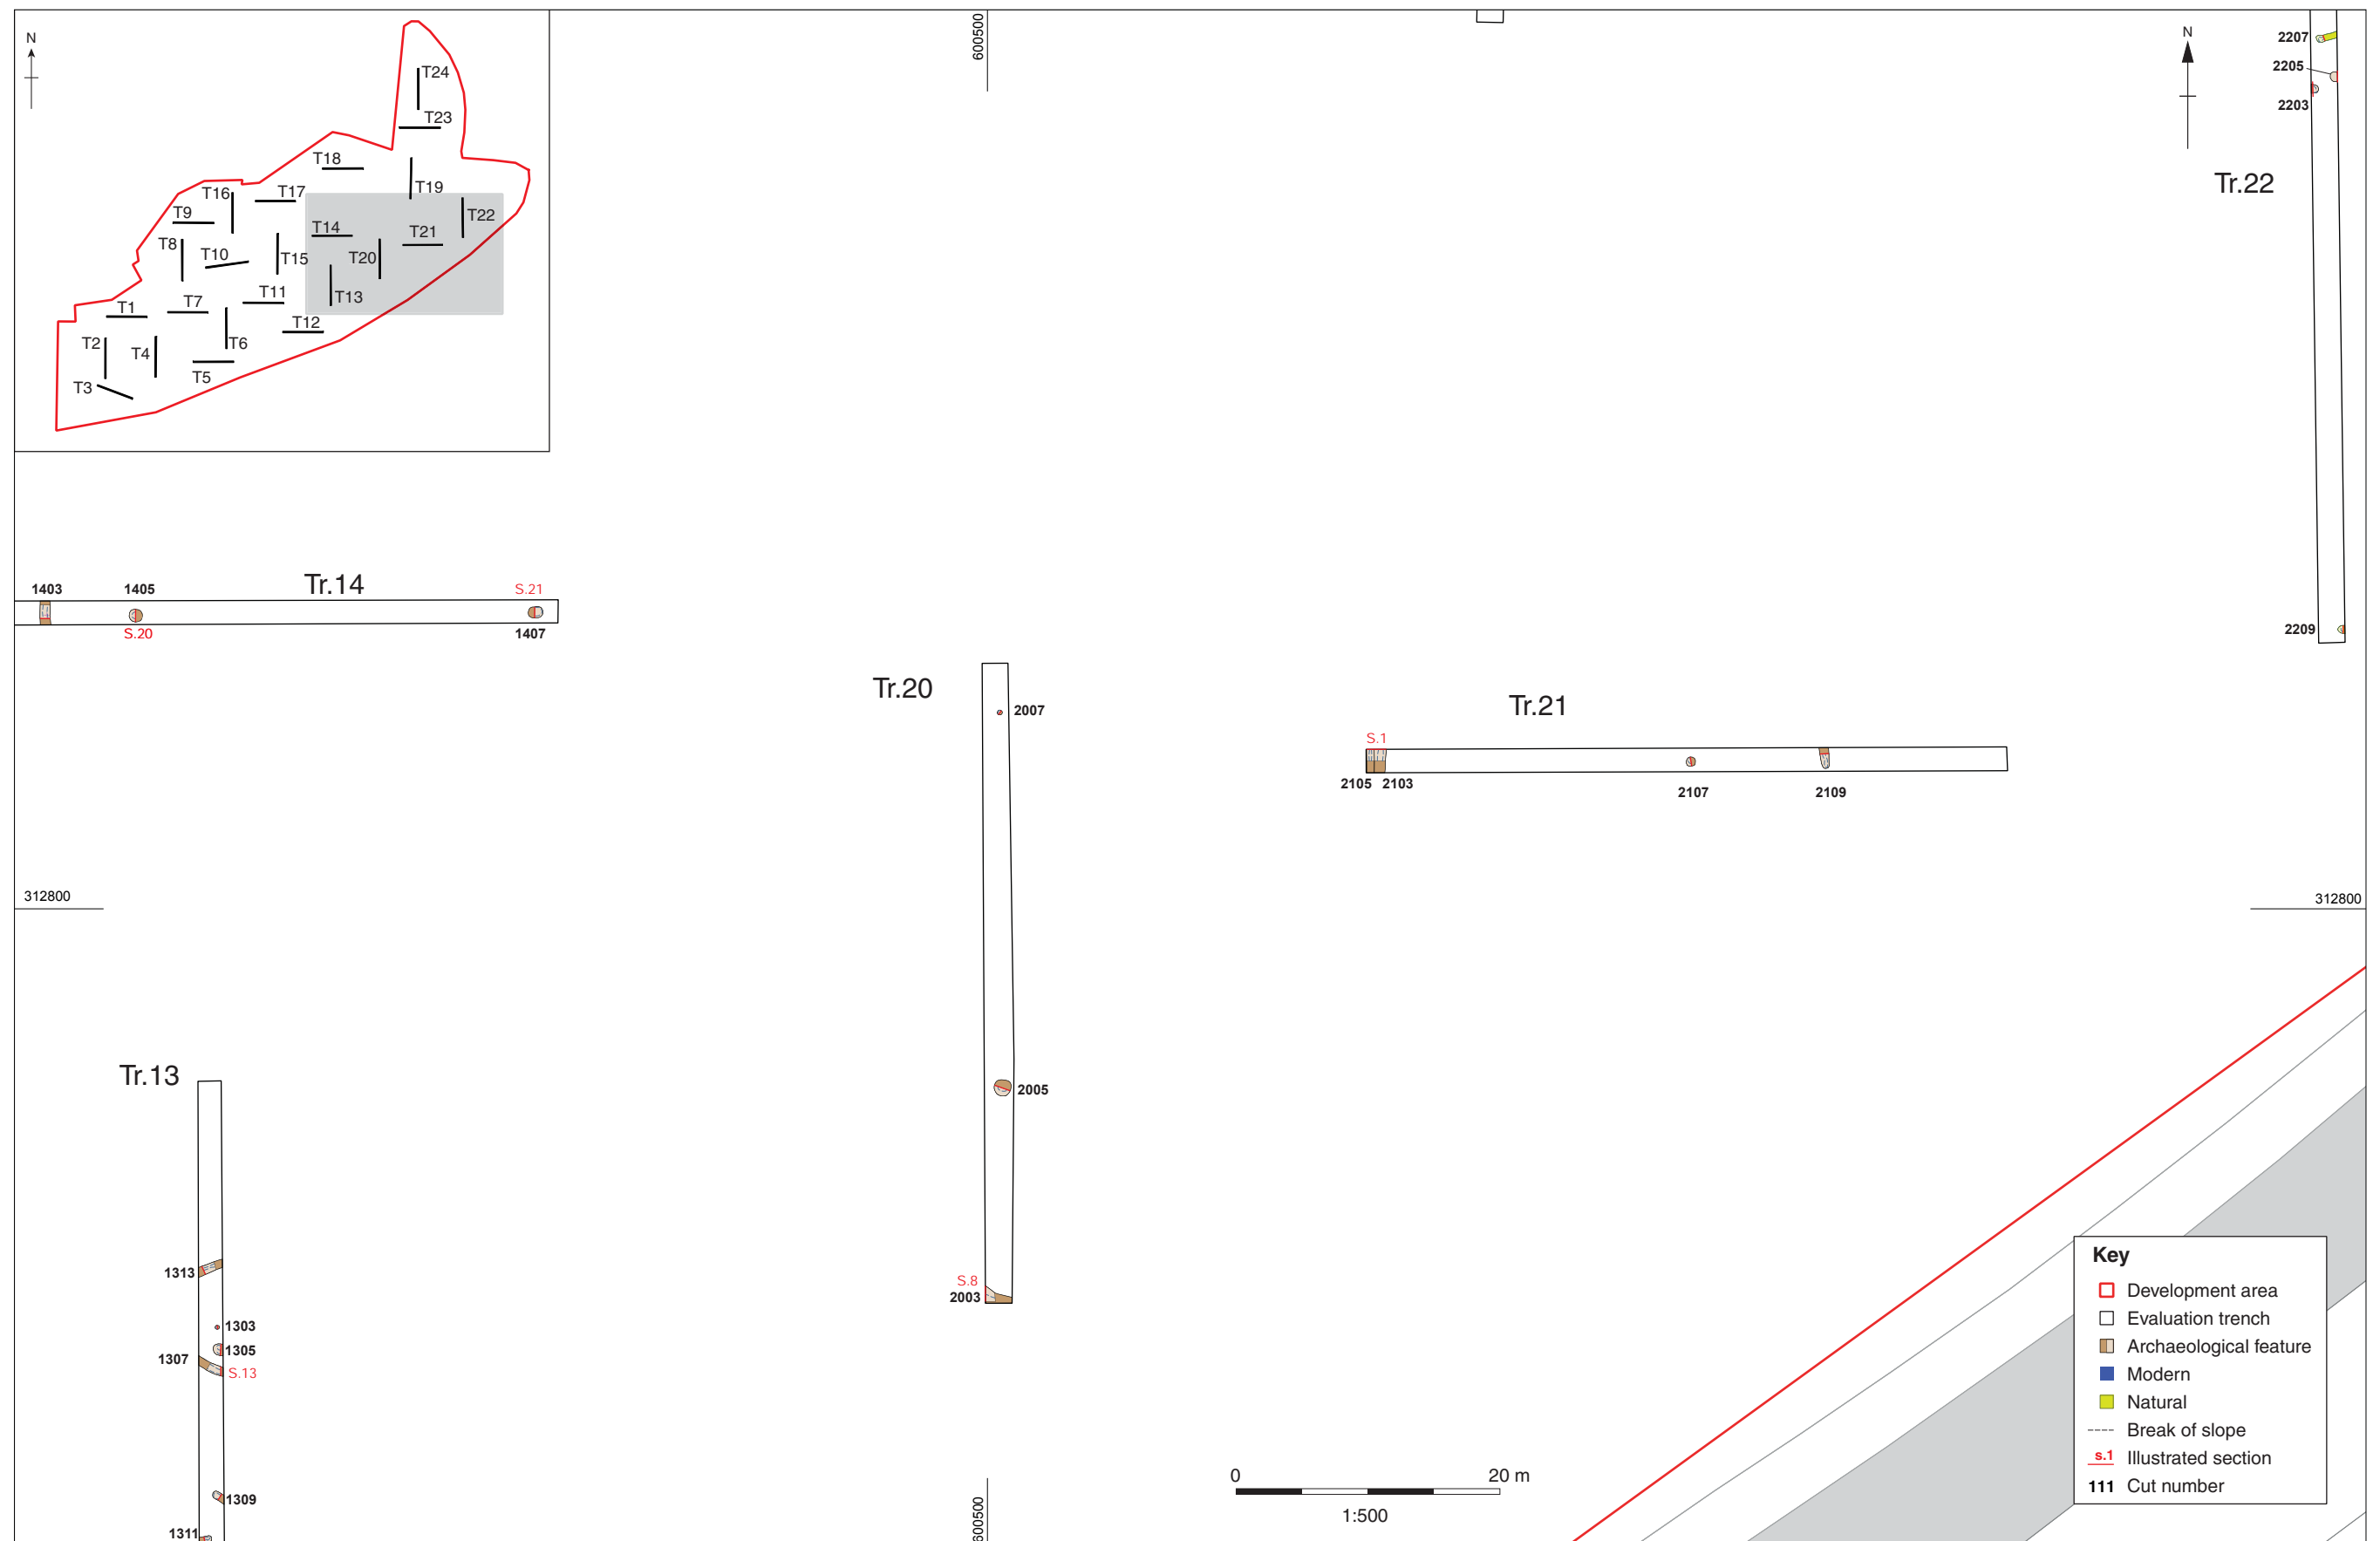 N
T24
T23
T18
T19
T16
T17
T9
T22
T14
T21
T8
T10
T15
T20
T13
T11
T7
T1
T12
T2
T4
T6
T5
T3
600500
N
2207
2205
2203
Tr.22
2209
1403
1405
Tr.14
S.21
S.20
1407
Tr.20
2007
Tr.21
S.1
2105 2103
2107
2109
312800
312800
Tr.13
2005
1313
S.8
2003
1303
1305
1307
S.13
1309
1311
600500
0 20 m
1:500
Key
Development area
Evaluation trench
Archaeological feature
Modern
Natural
Break of slope
s.1 Illustrated section
111 Cut number